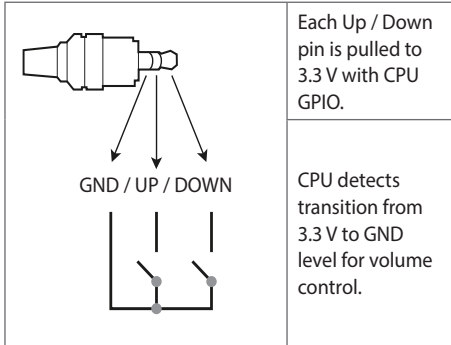 Each Up / Down
pin is pulled to
3.3 V with CPU
GPIO.
GND / UP / DOWN
CPU detects
transition from
3.3 V to GND
level for volume
control.